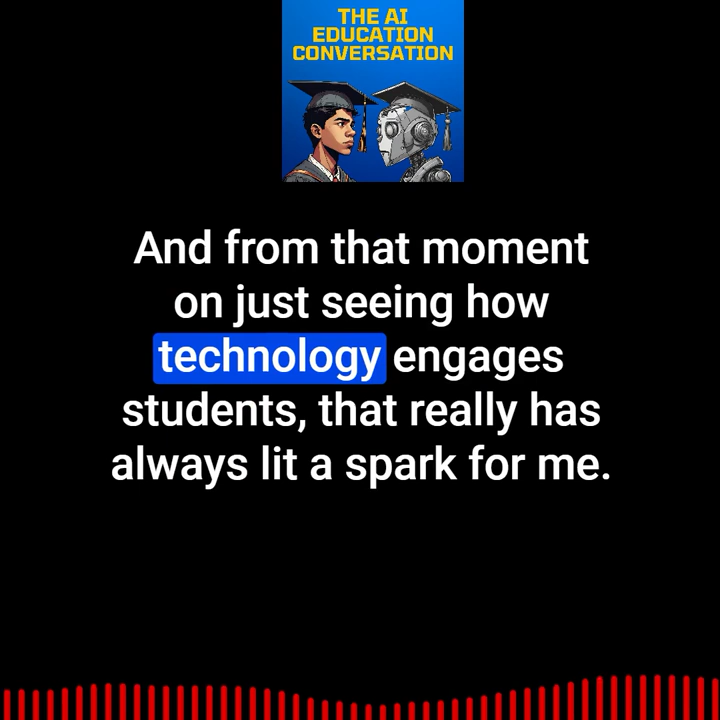 THE AI
EDUCATION
CONVERSATION
And from that moment
on just seeing how
technology engages
students, that really has
always lit a spark for me.